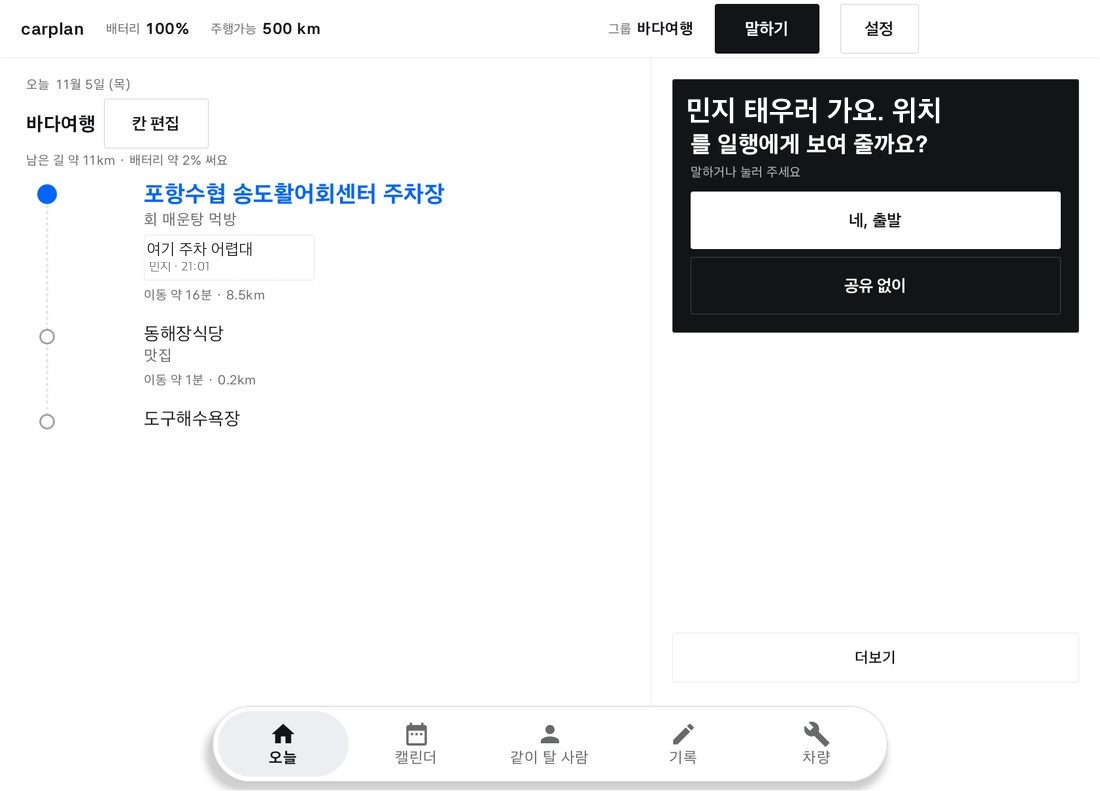 carplan 배터리 100% 주행가능 500 km 그룹 바다여행 말하기 설정
오늘 11월 5일 (목)
바다여행 칸 편집
남은 길 약 11km · 배터리 약 2% 써요
포항수협 송도활어회센터 주차장
회 매운탕 먹방
여기 주차 어렵대
민지 · 21:01
이동 약 16분 · 8.5km
동해장식당
맛집
이동 약 1분 · 0.2km
도구해수욕장
민지 태우러 가요. 위치
를 일행에게 보여 줄까요?
말하거나 눌러 주세요
네, 출발
공유 없이
더보기
오늘 캘린더 같이 탈 사람 기록 차량